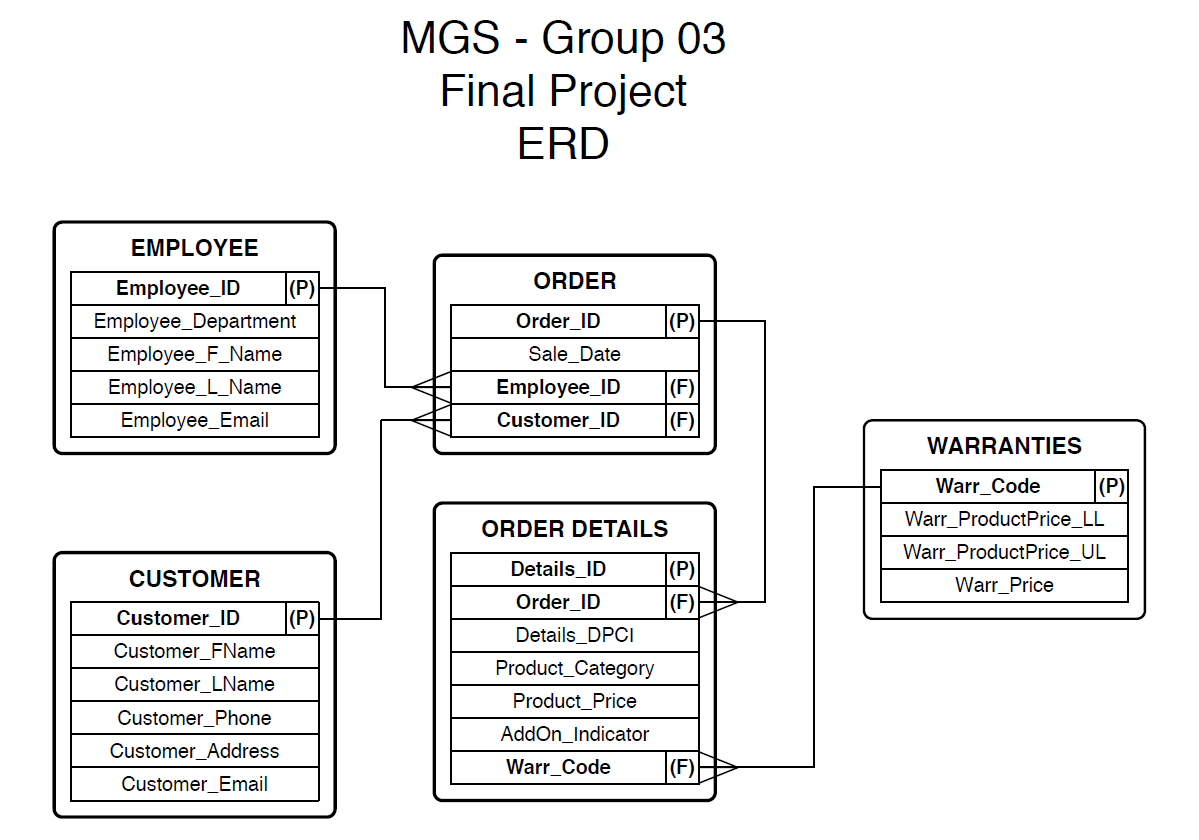 MGS - Group 03
Final Project
ERD
EMPLOYEE
Employee_ID (P)
Employee_Department
Employee_F_Name
Employee_L_Name
Employee_Email
ORDER
Order_ID (P)
Sale_Date
Employee_ID (F)
Customer_ID (F)
CUSTOMER
Customer_ID (P)
Customer_FName
Customer_LName
Customer_Phone
Customer_Address
Customer_Email
ORDER DETAILS
Details_ID (P)
Order_ID (F)
Details_DPCI
Product_Category
Product_Price
AddOn_Indicator
Warr_Code (F)
WARRANTIES
Warr_Code (P)
Warr_ProductPrice_LL
Warr_ProductPrice_UL
Warr_Price